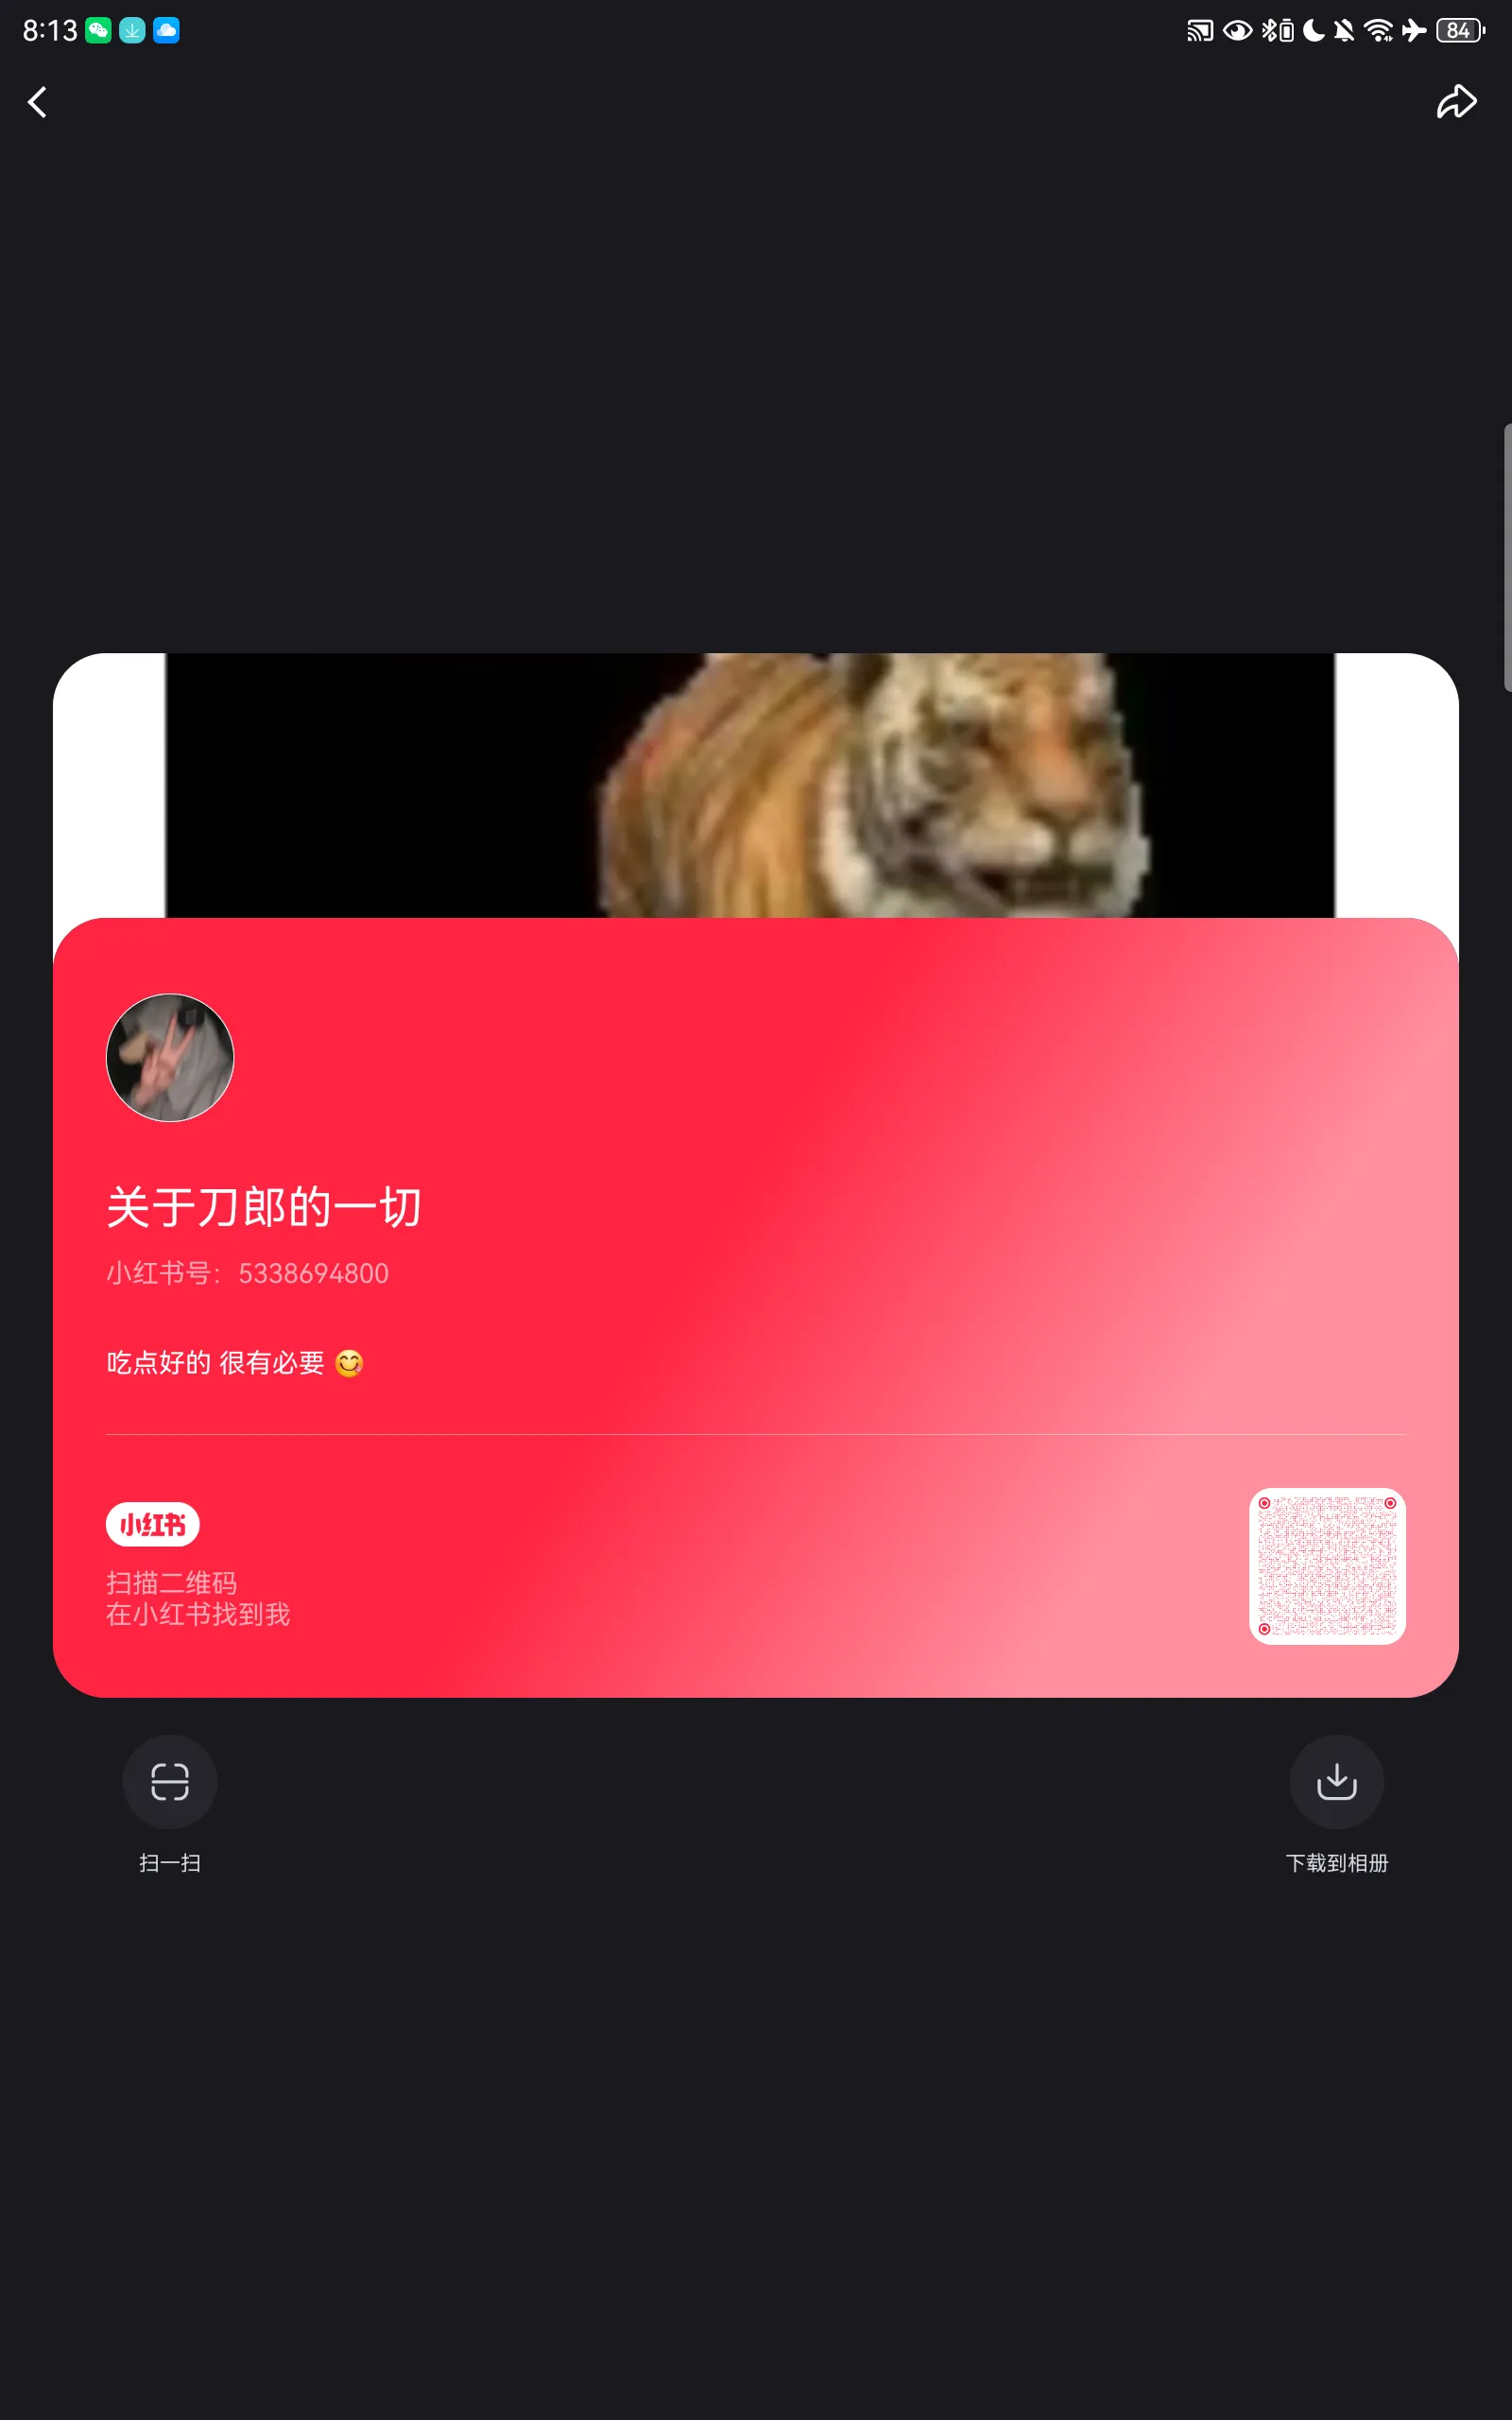 8:13
84
关于刀郎的一切
小红书号：5338694800
吃点好的 很有必要 😋
小红书
扫描二维码
在小红书找到我
扫一扫
下载到相册